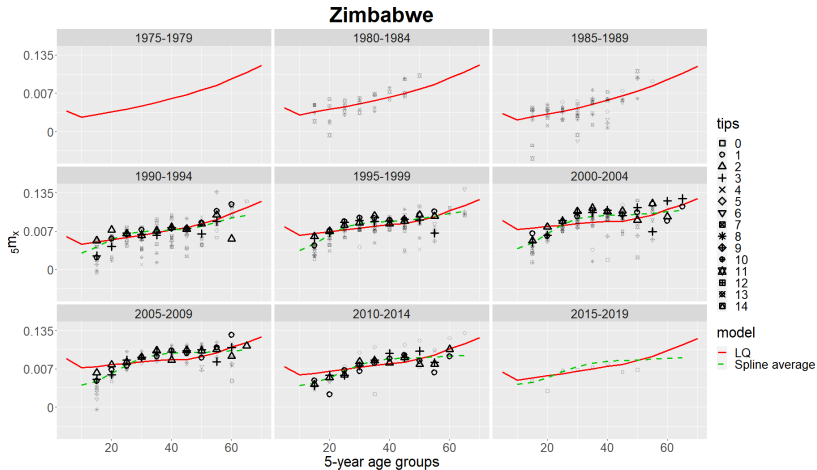 Zimbabwe
1975-1979 1980-1984 1985-1989
0.135
0.007
0
1990-1994 1995-1999 2000-2004
0.135
0.007
0
2005-2009 2010-2014 2015-2019
0.135
0.007
0
20 40 60 20 40 60 20 40 60
5-year age groups
5mx
tips
0
1
2
3
4
5
6
7
8
9
10
11
12
13
14
model
LQ
Spline average